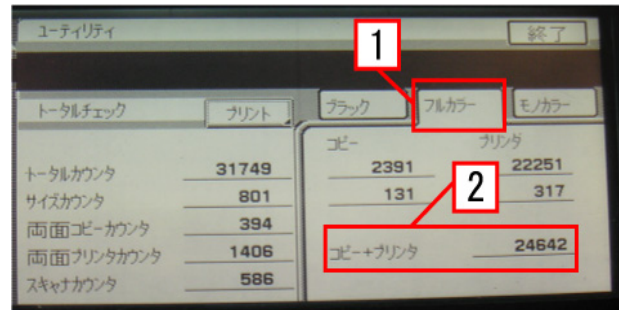 ユーティリティ 終了
1
トータルチェック プリント ブラック フルカラー モノカラー
コピー プリンタ
トータルカウンタ 31749 2391 22251
サイズカウンタ 801 131 317
2
両面コピーカウンタ 394
コピー+プリンタ 24642
両面プリンタカウンタ 1406
スキャナカウンタ 586